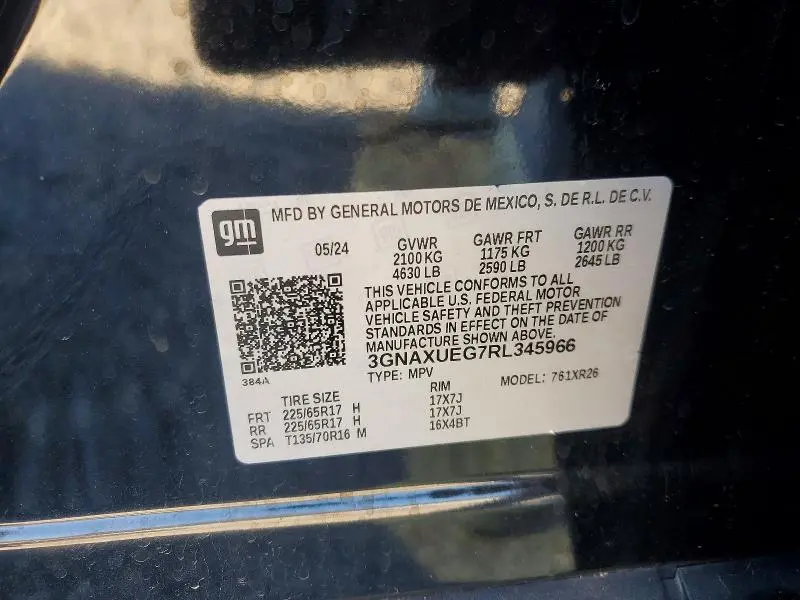 gm
MFD BY GENERAL MOTORS DE MEXICO, S. DE R.L. DE C.V.
05/24 GVWR GAWR FRT GAWR RR
2100 KG 1175 KG 1200 KG
4630 LB 2590 LB 2645 LB
THIS VEHICLE CONFORMS TO ALL
APPLICABLE U.S. FEDERAL MOTOR
VEHICLE SAFETY AND THEFT PREVENTION
STANDARDS IN EFFECT ON THE DATE OF
MANUFACTURE SHOWN ABOVE.
3GNAXUEG7RL345966
384A
TYPE: MPV MODEL: 761XR26
TIRE SIZE RIM
FRT 225/65R17 H 17X7J
RR 225/65R17 H 17X7J
SPA T135/70R16 M 16X4BT